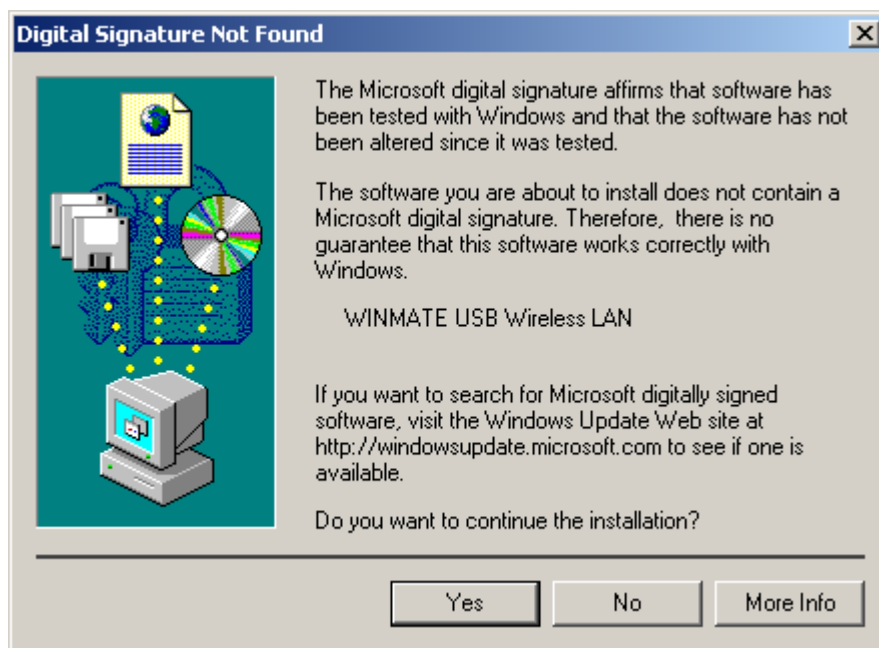 Digital Signature Not Found
The Microsoft digital signature affirms that software has
been tested with Windows and that the software has not
been altered since it was tested.
The software you are about to install does not contain a
Microsoft digital signature. Therefore,  there is no
guarantee that this software works correctly with
Windows.
WINMATE USB Wireless LAN
If you want to search for Microsoft digitally signed
software, visit the Windows Update Web site at
http://windowsupdate.microsoft.com to see if one is
available.
Do you want to continue the installation?
Yes
No
More Info